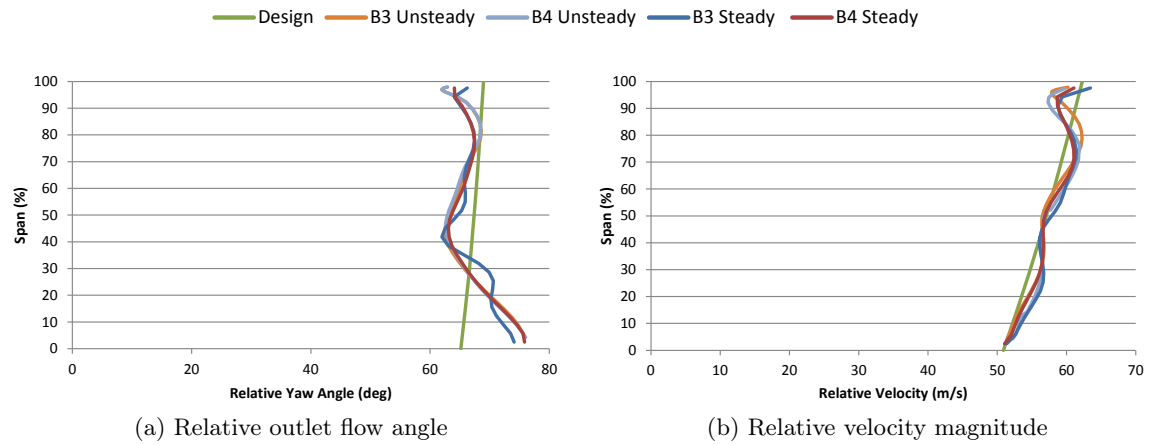 Design B3 Unsteady B4 Unsteady B3 Steady B4 Steady
100
90
80
70
60
50
40
30
20
10
0
Span (%)
0 20 40 60 80
Relative Yaw Angle (deg)
(a) Relative outlet flow angle
100
90
80
70
60
50
40
30
20
10
0
Span (%)
0 10 20 30 40 50 60 70
Relative Velocity (m/s)
(b) Relative velocity magnitude